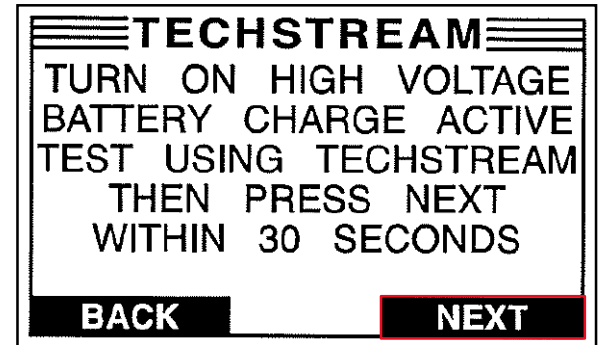 TECHSTREAM
TURN ON HIGH VOLTAGE
BATTERY CHARGE ACTIVE
TEST USING TECHSTREAM
THEN PRESS NEXT
WITHIN 30 SECONDS
BACK NEXT